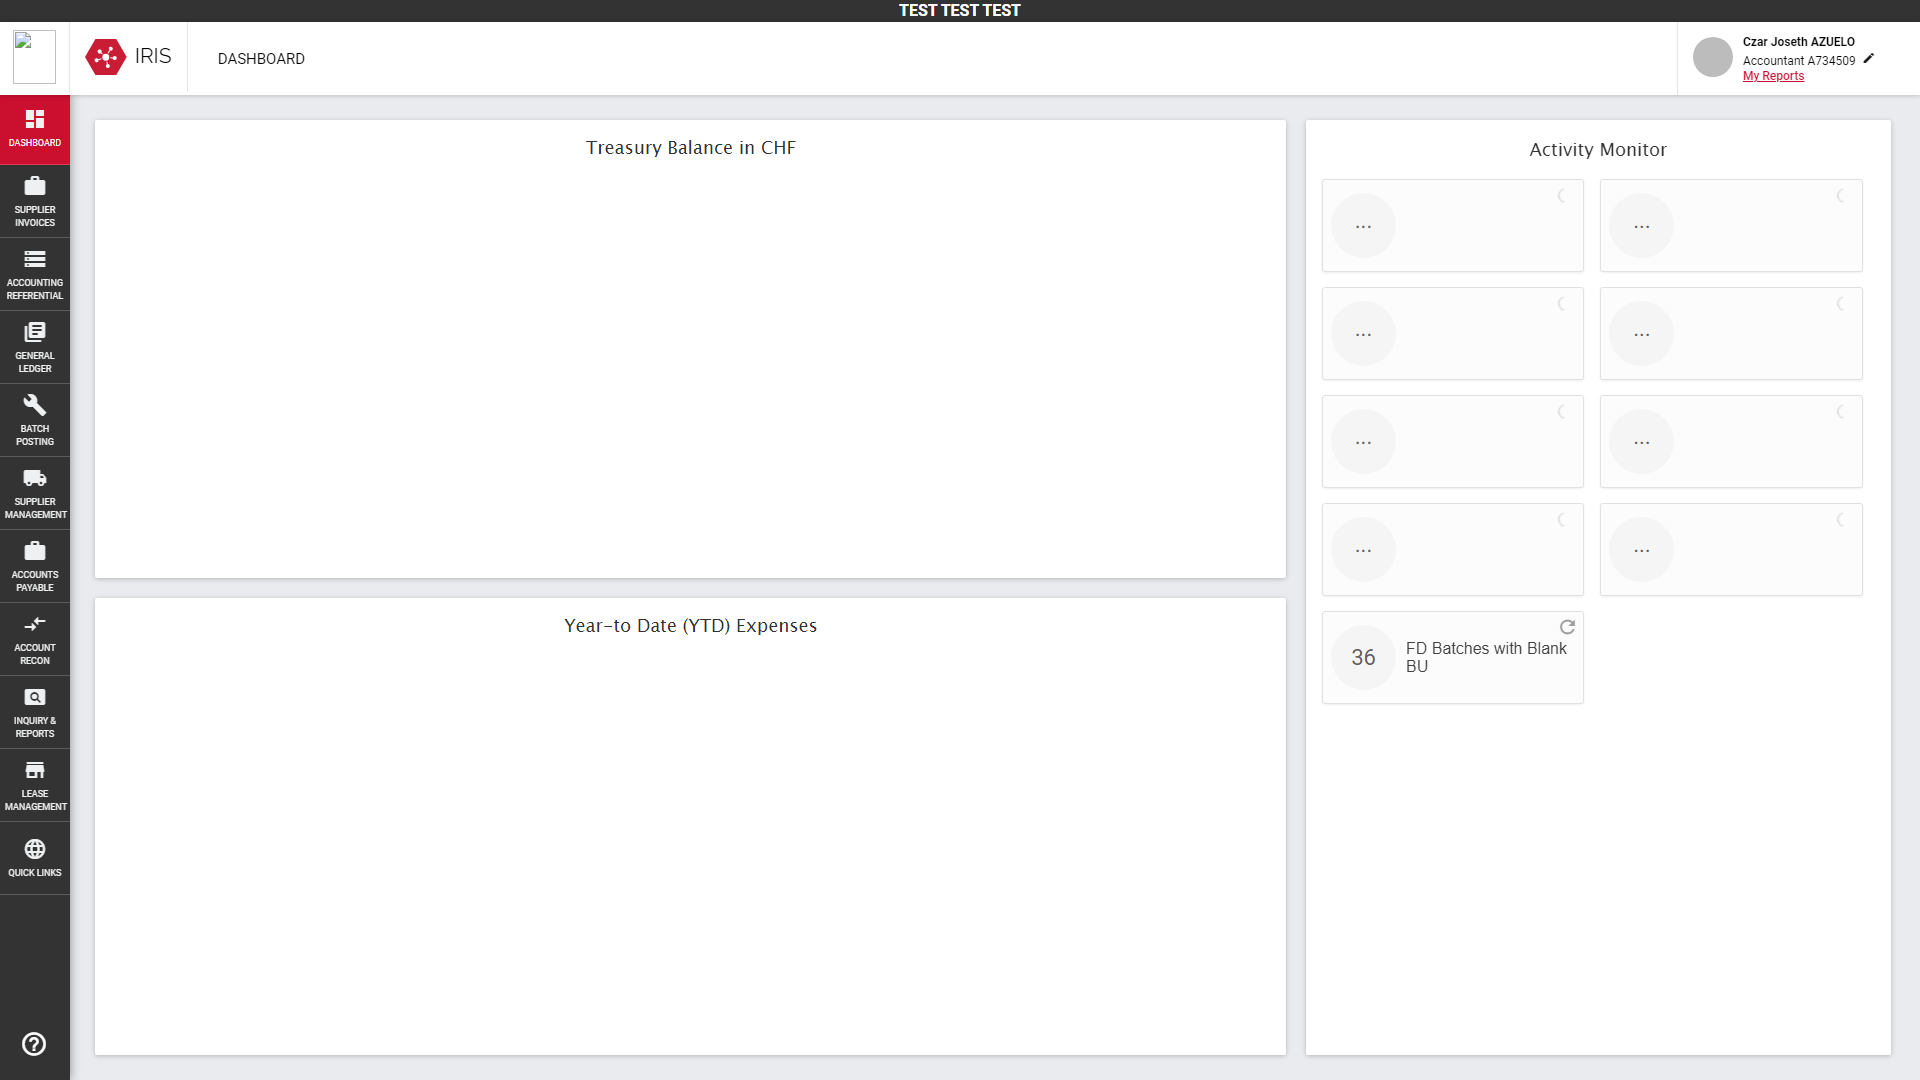 TEST TEST TEST
IRIS
DASHBOARD
Czar Joseth AZUELO
Accountant A734509
My Reports
DASHBOARD
SUPPLIER
INVOICES
ACCOUNTING
REFERENTIAL
GENERAL
LEDGER
BATCH
POSTING
SUPPLIER
MANAGEMENT
ACCOUNTS
PAYABLE
ACCOUNT
RECON
INQUIRY &
REPORTS
LEASE
MANAGEMENT
QUICK LINKS
Treasury Balance in CHF
Year-to Date (YTD) Expenses
Activity Monitor
... ...
... ...
... ...
... ...
36
FD Batches with Blank
BU